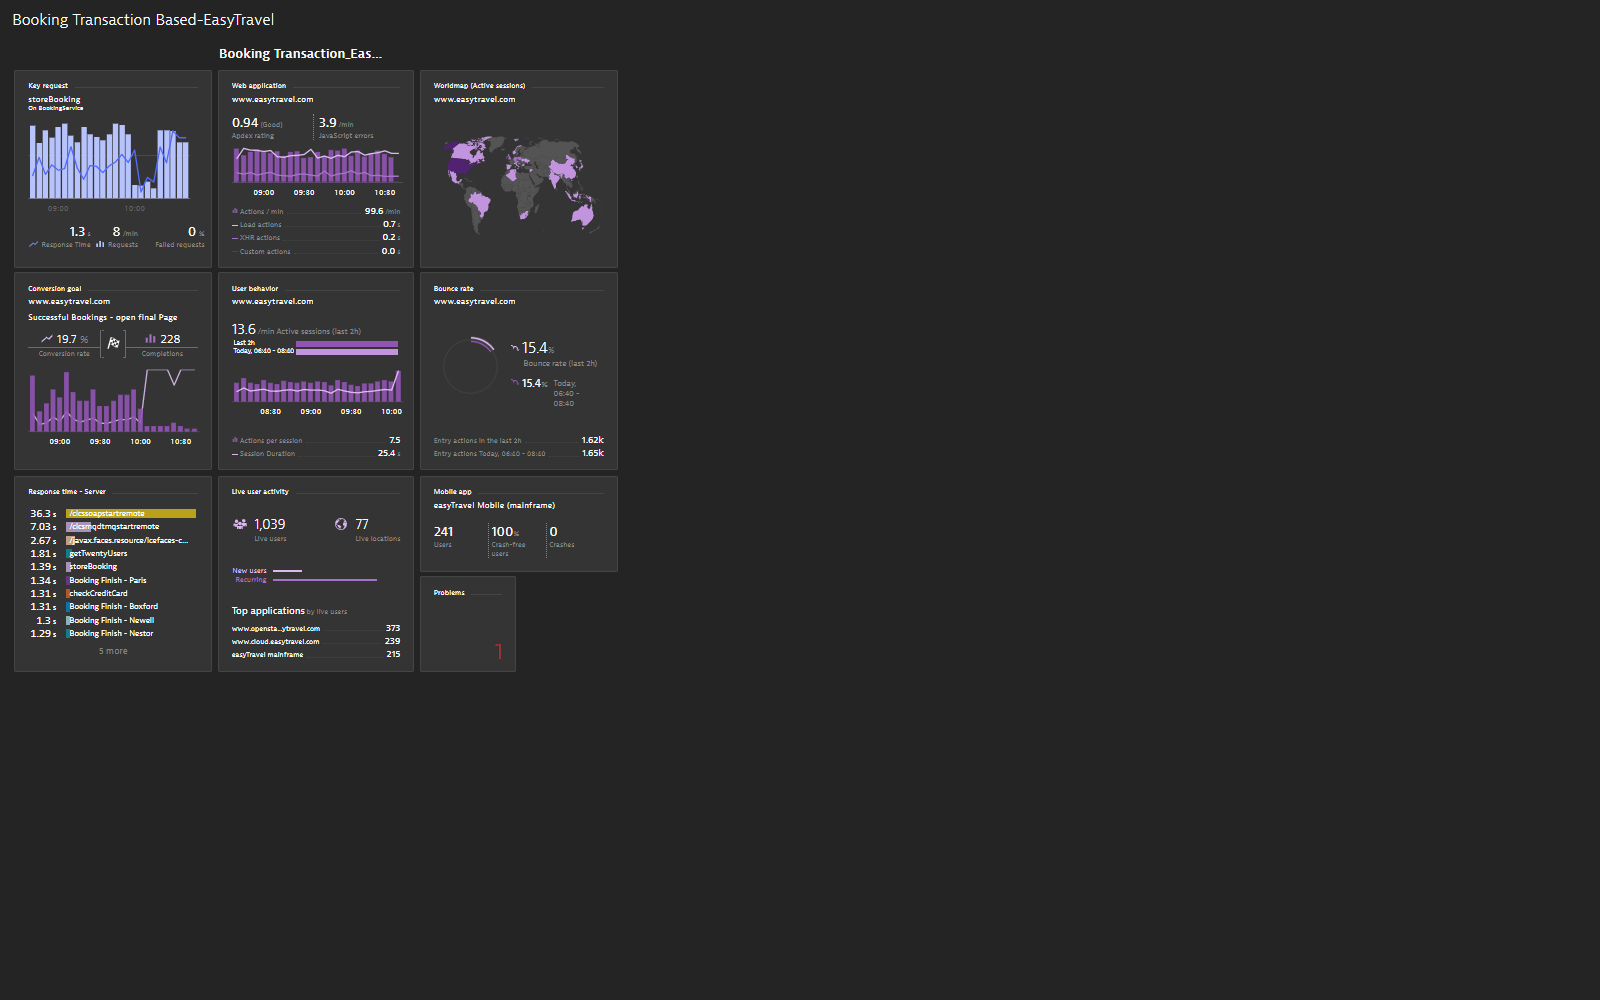 Booking Transaction Based-EasyTravel
Booking Transaction_Eas...
Key request
storeBooking
On BookingService
09:00 10:00
1.3 s 8 /min 0 %
Response Time Requests Failed requests
Web application
www.easytravel.com
0.94 (Good) 3.9 /min
Apdex rating JavaScript errors
09:00 09:80 10:00 10:80
Actions / min 99.6 /min
Load actions 0.7 s
XHR actions 0.2 s
Custom actions 0.0 s
Worldmap (Active sessions)
www.easytravel.com
Conversion goal
www.easytravel.com
Successful Bookings - open final Page
19.7 % 228
Conversion rate Completions
09:00 09:80 10:00 10:80
User behavior
www.easytravel.com
13.6 /min Active sessions (last 2h)
Last 2h
Today, 06:40 - 08:40
08:80 09:00 09:80 10:00
Actions per session 7.5
Session Duration 25.4 s
Bounce rate
www.easytravel.com
15.4%
Bounce rate (last 2h)
15.4% Today,
06:40 -
08:40
Entry actions in the last 2h 1.62k
Entry actions Today, 06:40 - 08:40 1.65k
Response time - Server
36.3 s /cicssoapstartremote
7.03 s /cicsmqdtmqstartremote
2.67 s /javax.faces.resource/icefaces-c...
1.81 s getTwentyUsers
1.39 s storeBooking
1.34 s Booking Finish - Paris
1.31 s checkCreditCard
1.31 s Booking Finish - Boxford
1.3 s Booking Finish - Newell
1.29 s Booking Finish - Nestor
5 more
Live user activity
1,039 77
Live users Live locations
New users
Recurring
Top applications by live users
www.opensta...ytravel.com 373
www.cloud.easytravel.com 239
easyTravel mainframe 215
Mobile app
easyTravel Mobile (mainframe)
241 100% 0
Users Crash-free Crashes
users
Problems
1